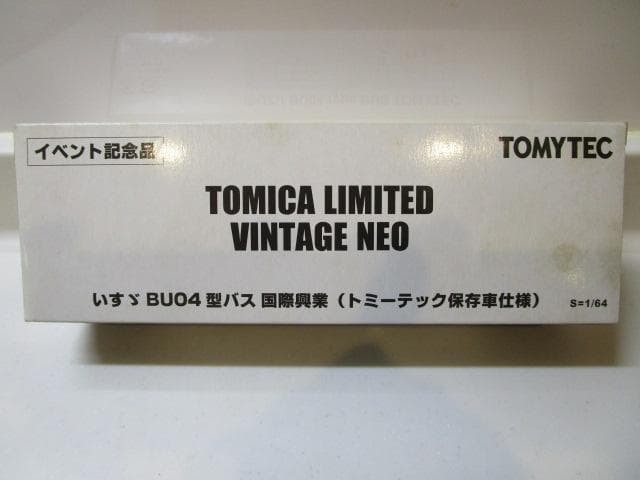 イベント記念品
TOMYTEC
TOMICA LIMITED
VINTAGE NEO
いすゞ BU04 型バス 国際興業（トミーテック保存車仕様）
S=1/64